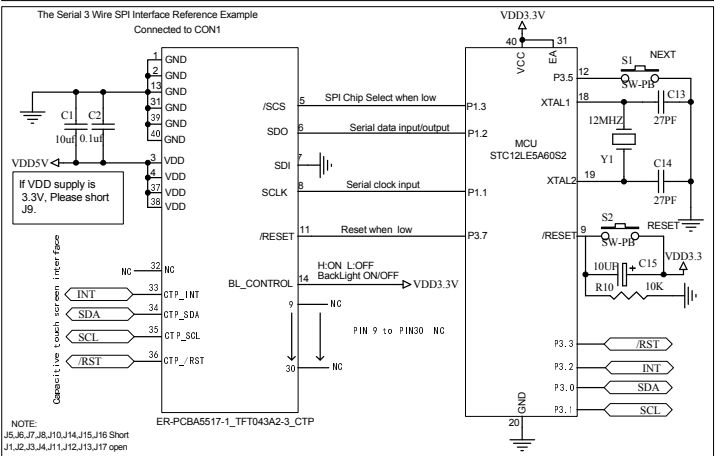 The Serial 3 Wire SPI Interface Reference Example
Connected to CON1
1 GND
2 GND
13 GND
31 GND
39 GND
40 GND
C1 C2
10uf 0.1uf
VDD5V
3 VDD
4 VDD
37 VDD
38 VDD
If VDD supply is
3.3V, Please short
J9.
Capacitive touch screen interface
NC 32 NC
INT 33 CTP_INT
SDA 34 CTP_SDA
SCL 35 CTP_SCL
/RST 36 CTP_/RST
/SCS 5 SPI Chip Select when low P1.3
SDO 6 Serial data input/output P1.2
SDI 7
SCLK 8 Serial clock input P1.1
/RESET 11 Reset when low P3.7
BL_CONTROL 14 H:ON L:OFF
BackLight ON/OFF VDD3.3V
9 NC
PIN 9 to PIN30 NC
30 NC
ER-PCBA5517-1_TFT043A2-3_CTP
NOTE:
J5,J6,J7,J8,J10,J14,J15,J16 Short
J1,J2,J3,J4,J11,J12,J13,J17 open
VDD3.3V
40 31
VCC EA
MCU
STC12LE5A60S2
P3.5 12 S1 NEXT
SW-PB
XTAL1 18 C13
12MHZ 27PF
Y1
XTAL2 19 C14
27PF
S2 RESET
/RESET 9 SW-PB
VDD3.3
10UF + C15
R10 10K
P3.3 /RST
P3.2 INT
P3.0 SDA
P3.1 SCL
GND
20